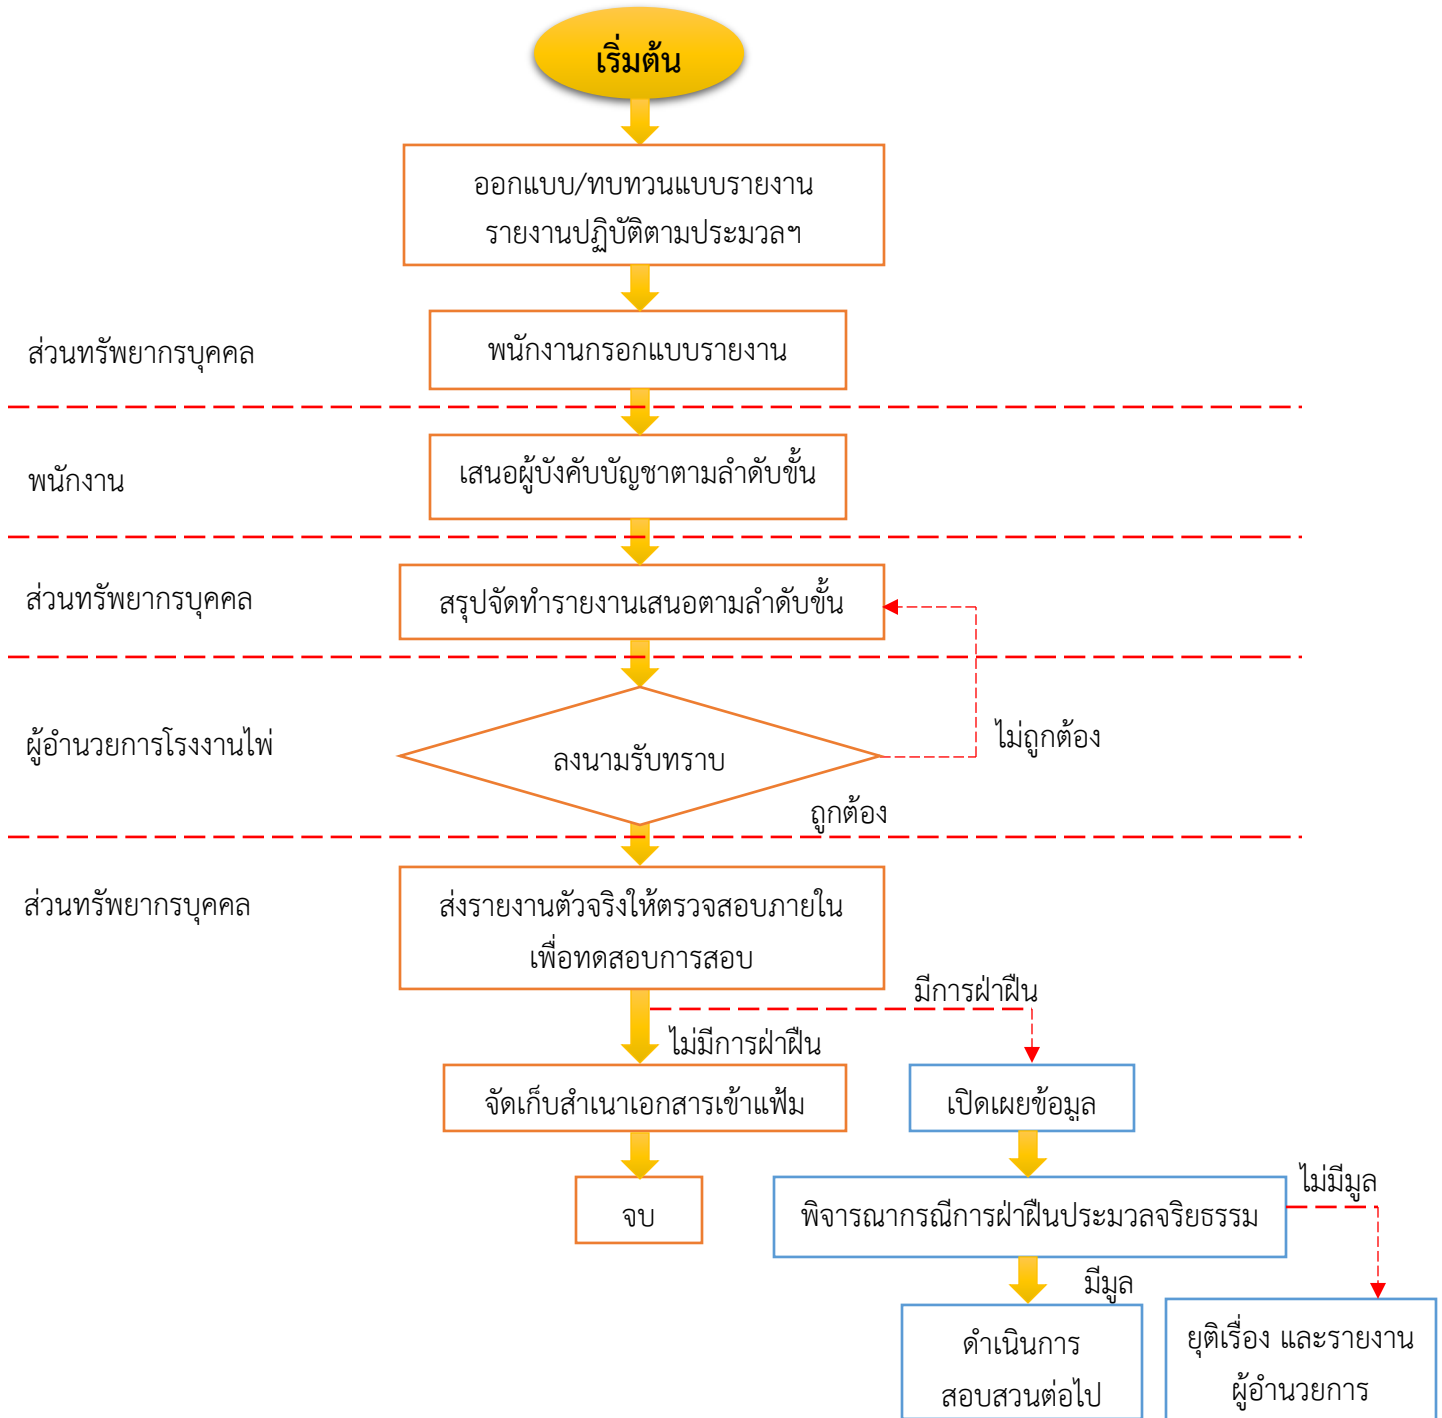 เริ่มต้น
ออกแบบ/ทบทวนแบบรายงาน
รายงานปฏิบัติตามประมวลฯ
ส่วนทรัพยากรบุคคล
พนักงานกรอกแบบรายงาน
พนักงาน
เสนอผู้บังคับบัญชาตามลำดับขั้น
ส่วนทรัพยากรบุคคล
สรุปจัดทำรายงานเสนอตามลำดับขั้น
ผู้อำนวยการโรงงานไพ่
ลงนามรับทราบ
ไม่ถูกต้อง
ถูกต้อง
ส่วนทรัพยากรบุคคล
ส่งรายงานตัวจริงให้ตรวจสอบภายใน
เพื่อทดสอบการสอบ
มีการฝ่าฝืน
ไม่มีการฝ่าฝืน
จัดเก็บสำเนาเอกสารเข้าแฟ้ม
เปิดเผยข้อมูล
จบ
พิจารณากรณีการฝ่าฝืนประมวลจริยธรรม
ไม่มีมูล
มีมูล
ดำเนินการ
สอบสวนต่อไป
ยุติเรื่อง และรายงาน
ผู้อำนวยการ